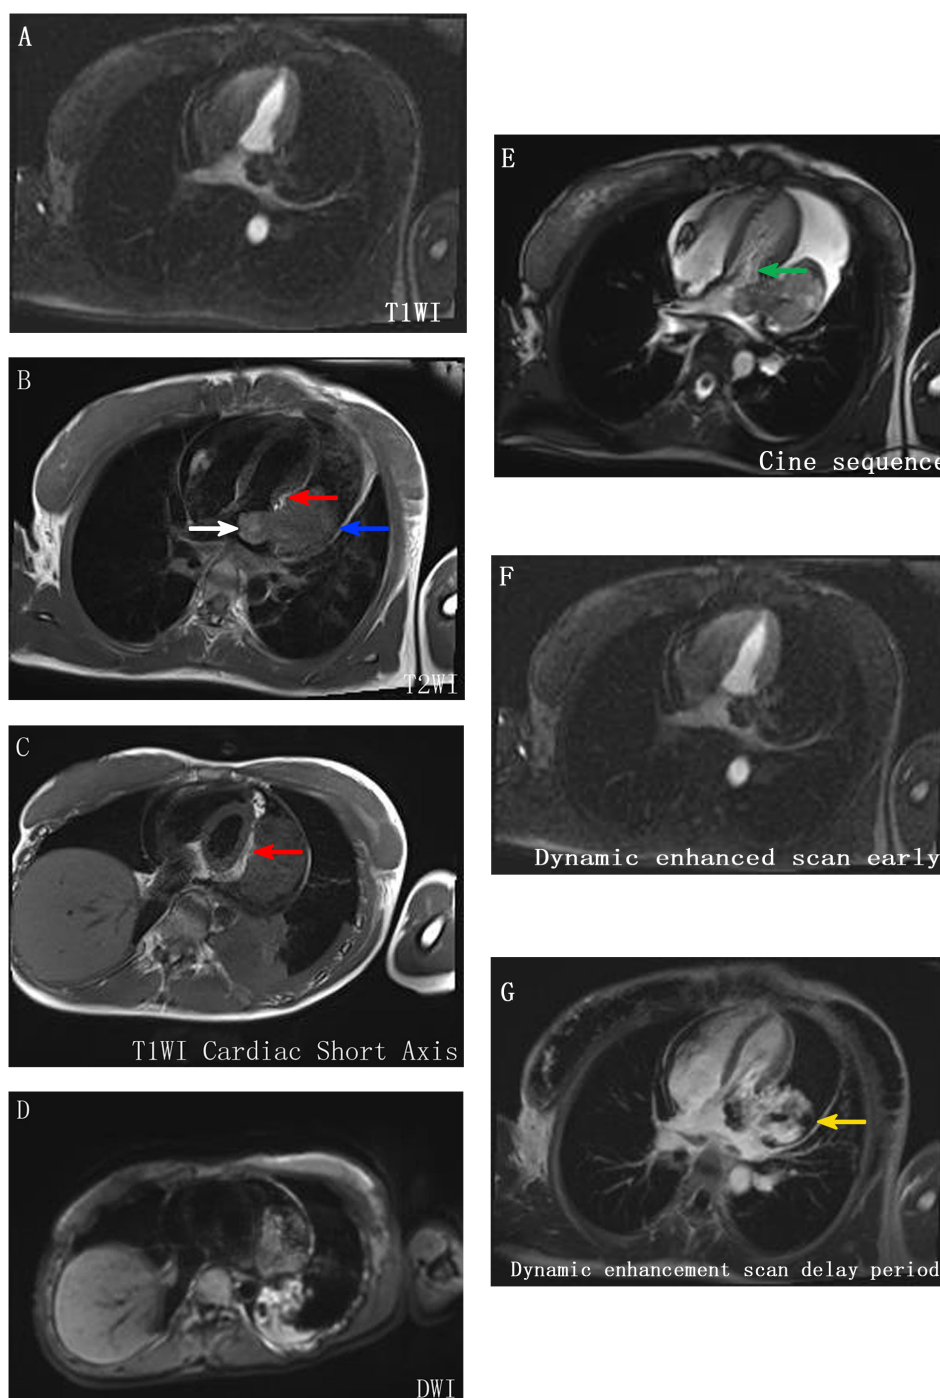 A
T1WI
B
T2WI
C
T1WI Cardiac Short Axis
D
DWI
E
Cine sequence
F
Dynamic enhanced scan early
G
Dynamic enhancement scan delay period